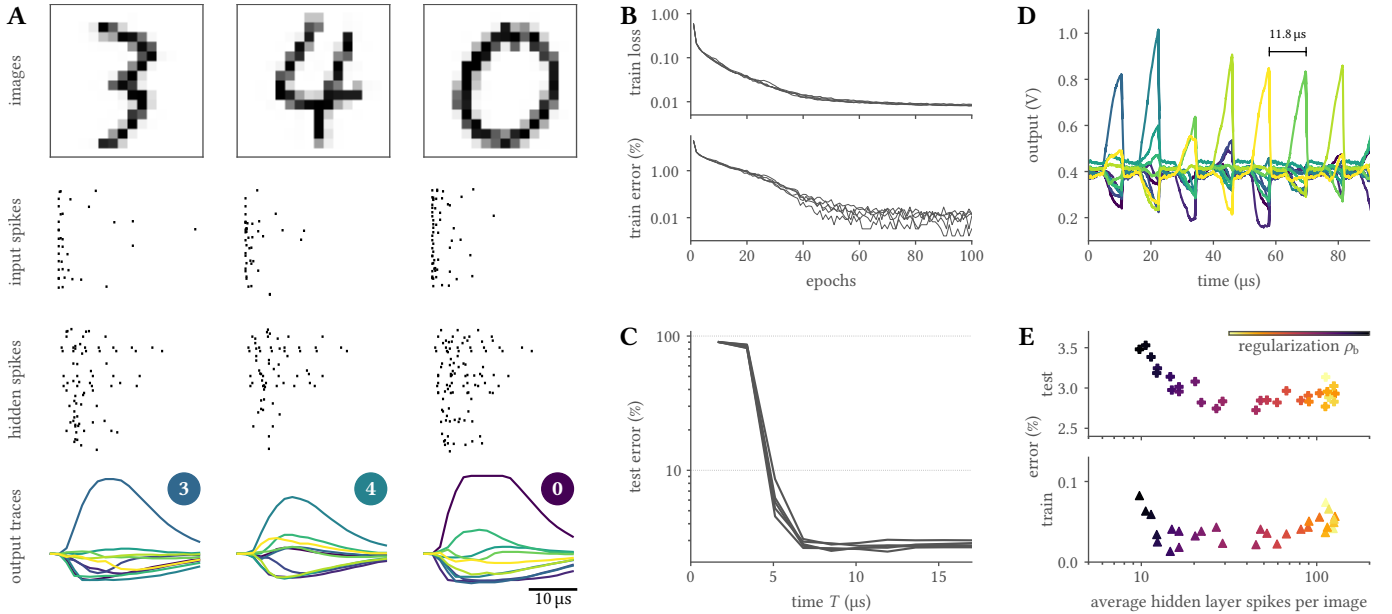 A
images
input spikes
hidden spikes
output traces
3
4
0
10 µs
B
train loss
1.00
0.10
0.01
train error (%)
1.00
0.01
0
20
40
60
80
100
epochs
C
test error (%)
100
10
0
5
10
15
time T (µs)
D
output (V)
1.0
0.8
0.6
0.4
0.2
11.8 µs
0
20
40
60
80
time (µs)
E
regularization ρb
error (%)
test
3.5
3.0
2.5
train
0.1
0.0
10
100
average hidden layer spikes per image